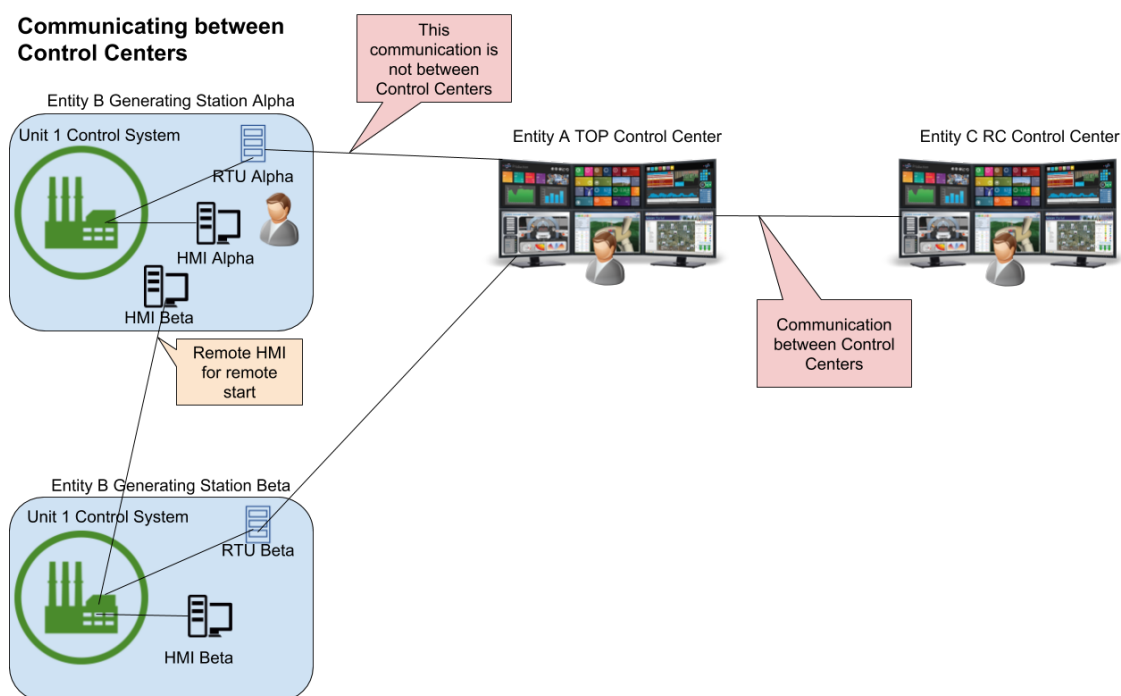 Communicating between
Control Centers
This
communication is
not between
Control Centers
Entity B Generating Station Alpha
Unit 1 Control System
RTU Alpha
HMI Alpha
HMI Beta
Remote HMI
for remote
start
Entity A TOP Control Center
Entity C RC Control Center
Communication
between Control
Centers
Entity B Generating Station Beta
Unit 1 Control System
RTU Beta
HMI Beta